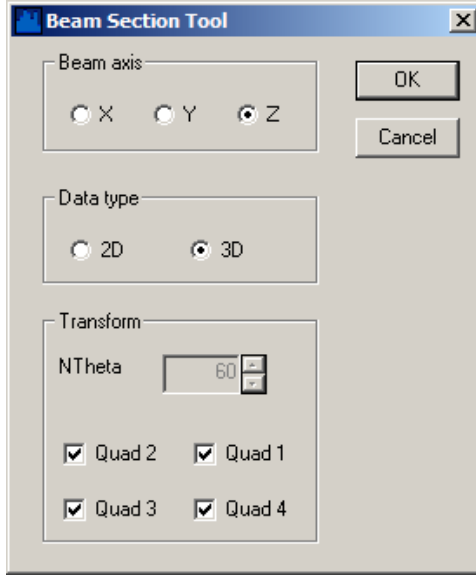 Beam Section Tool
Beam axis
X Y Z
OK
Cancel
Data type
2D 3D
Transform
NTheta 60
Quad 2 Quad 1
Quad 3 Quad 4